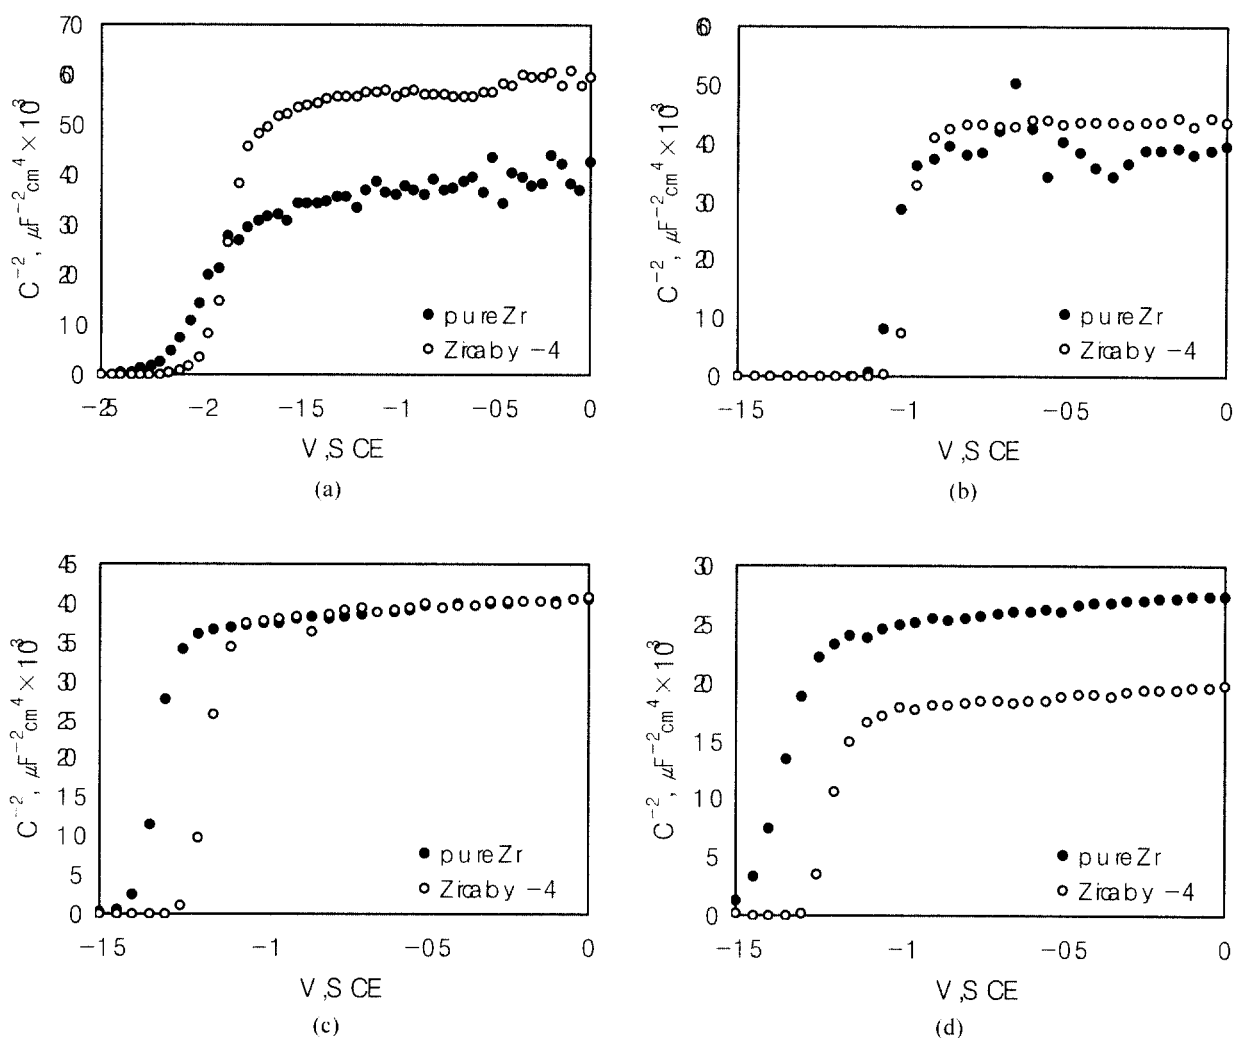 70
60
50
40
30
20
10
0
C⁻², μF⁻²cm⁴×10³
pure Zr
Zircaloy -4
-2.5 -2 -1.5 -1 -0.5 0
V, SCE
(a)
60
50
40
30
20
10
0
C⁻², μF⁻²cm⁴×10³
pure Zr
Zircaloy -4
-1.5 -1 -0.5 0
V, SCE
(b)
45
40
35
30
25
20
15
10
5
0
C⁻², μF⁻²cm⁴×10³
pure Zr
Zircaloy -4
-1.5 -1 -0.5 0
V, SCE
(c)
30
25
20
15
10
5
0
C⁻², μF⁻²cm⁴×10³
pure Zr
Zircaloy -4
-1.5 -1 -0.5 0
V, SCE
(d)